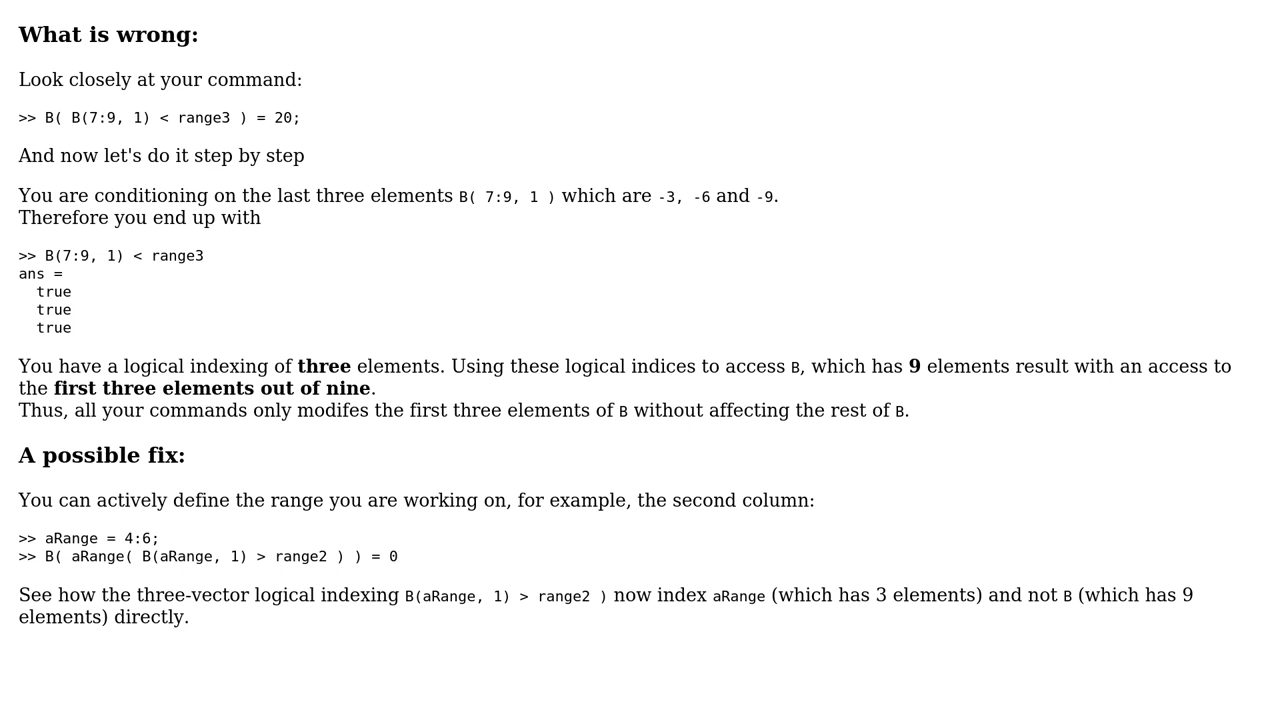 What is wrong:
Look closely at your command:
>> B( B(7:9, 1) < range3 ) = 20;
And now let's do it step by step
You are conditioning on the last three elements B( 7:9, 1 ) which are -3, -6 and -9.
Therefore you end up with
>> B(7:9, 1) < range3
ans =
  true
  true
  true
You have a logical indexing of three elements. Using these logical indices to access B, which has 9 elements result with an access to
the first three elements out of nine.
Thus, all your commands only modifes the first three elements of B without affecting the rest of B.
A possible fix:
You can actively define the range you are working on, for example, the second column:
>> aRange = 4:6;
>> B( aRange( B(aRange, 1) > range2 ) ) = 0
See how the three-vector logical indexing B(aRange, 1) > range2 ) now index aRange (which has 3 elements) and not B (which has 9
elements) directly.